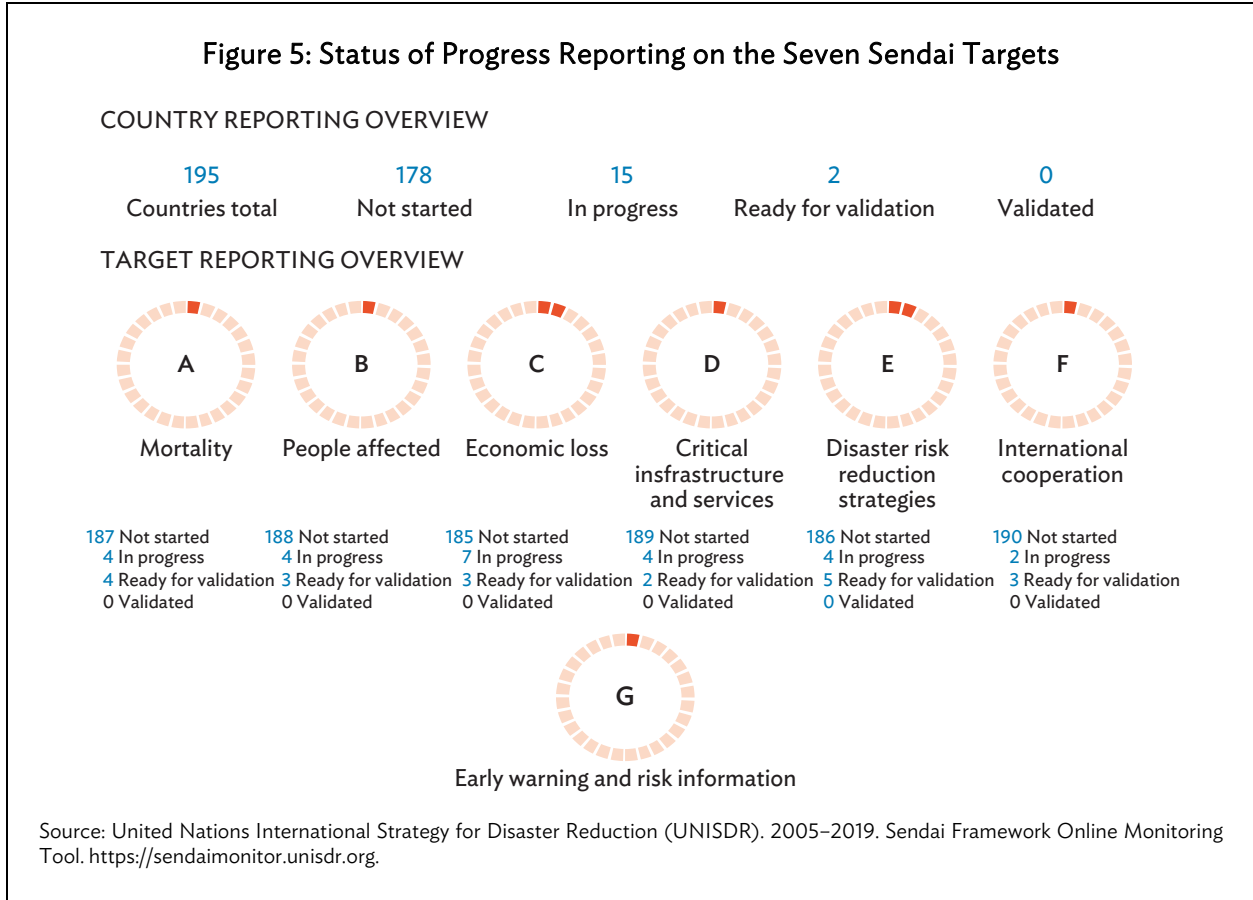 Figure 5: Status of Progress Reporting on the Seven Sendai Targets
COUNTRY REPORTING OVERVIEW
195
Countries total
178
Not started
15
In progress
2
Ready for validation
0
Validated
TARGET REPORTING OVERVIEW
A
Mortality
187 Not started
4 In progress
4 Ready for validation
0 Validated
B
People affected
188 Not started
4 In progress
3 Ready for validation
0 Validated
C
Economic loss
185 Not started
7 In progress
3 Ready for validation
0 Validated
D
Critical
insfrastructure
and services
189 Not started
4 In progress
2 Ready for validation
0 Validated
E
Disaster risk
reduction
strategies
186 Not started
4 In progress
5 Ready for validation
0 Validated
F
International
cooperation
190 Not started
2 In progress
3 Ready for validation
0 Validated
G
Early warning and risk information
Source: United Nations International Strategy for Disaster Reduction (UNISDR). 2005–2019. Sendai Framework Online Monitoring
Tool. https://sendaimonitor.unisdr.org.